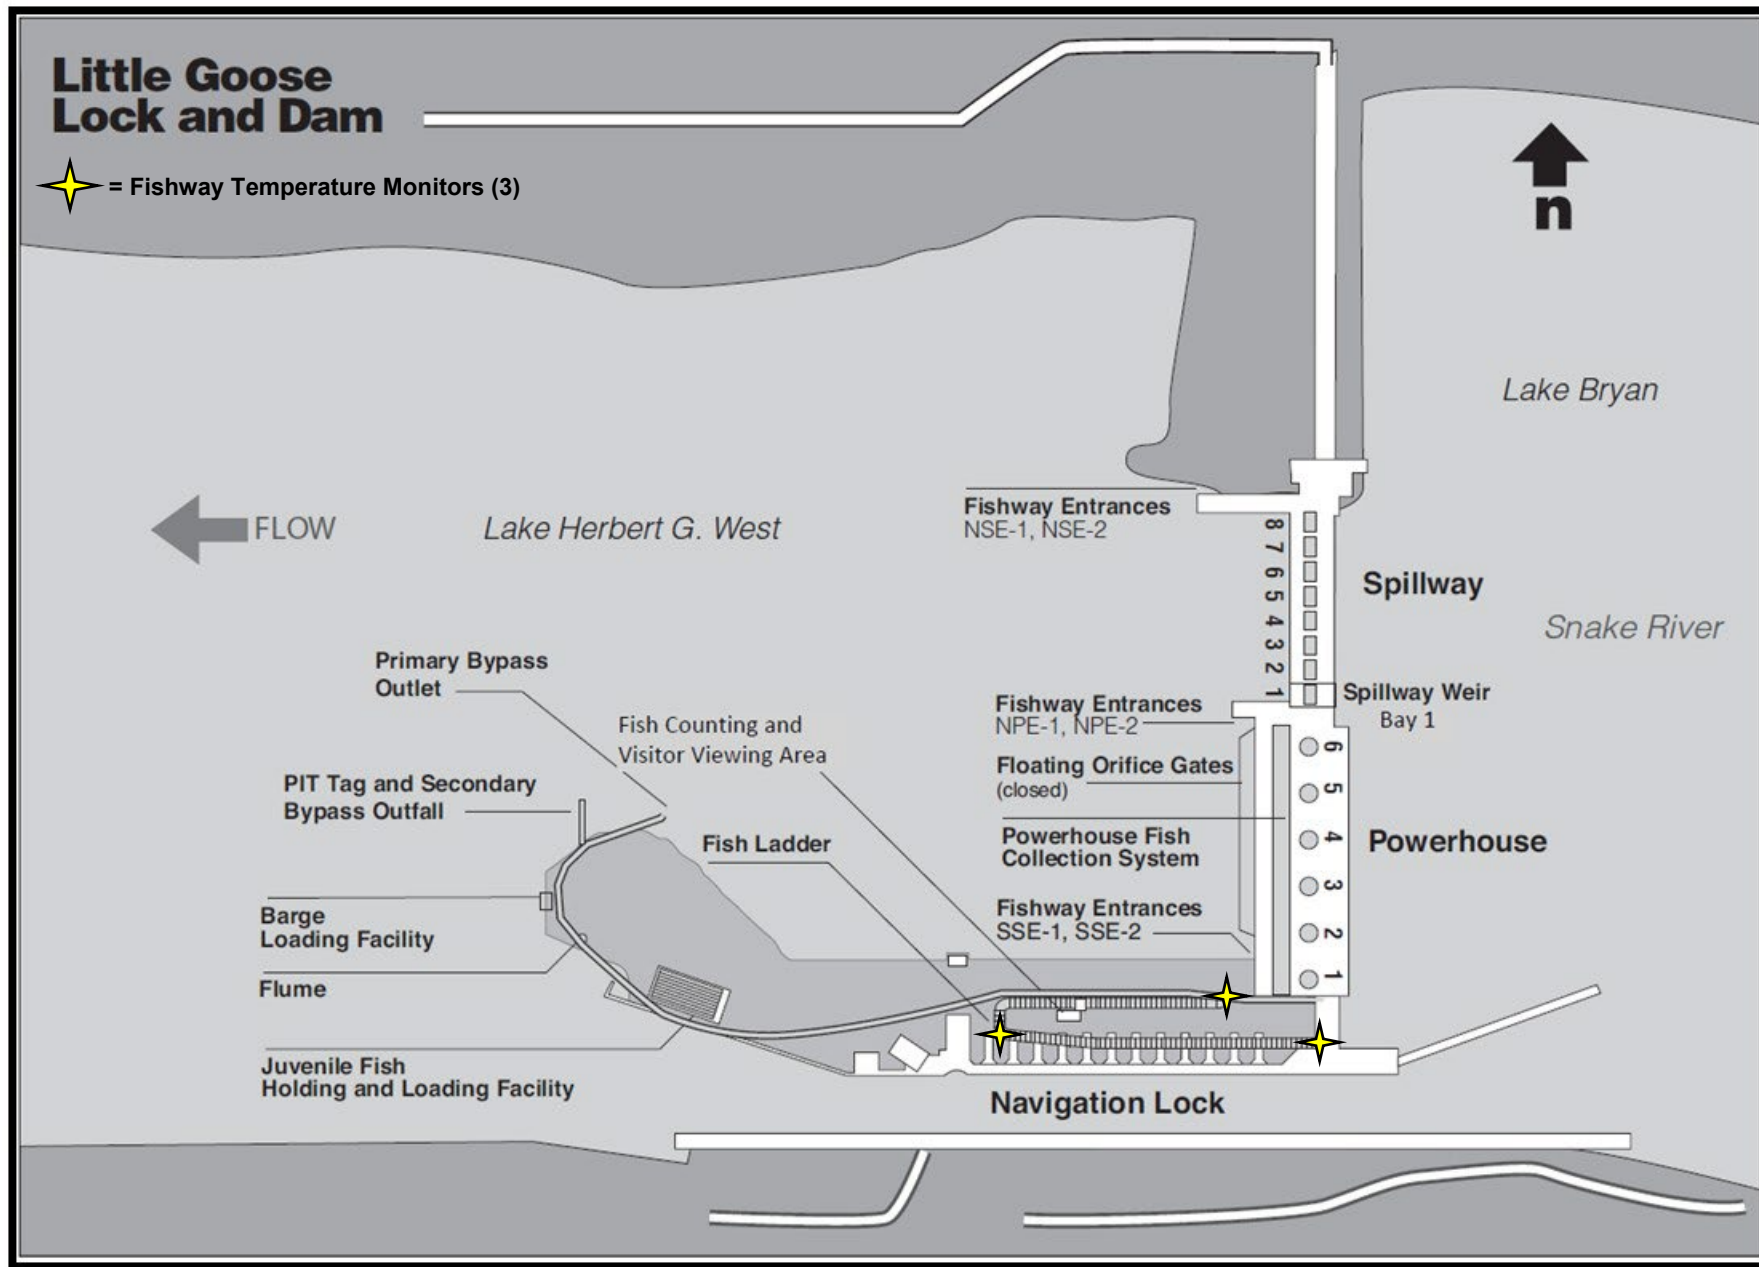 Little Goose
Lock and Dam
= Fishway Temperature Monitors (3)
n
Lake Bryan
Fishway Entrances
NSE-1, NSE-2
FLOW
Lake Herbert G. West
8
7
6
5
4
3
2
1
Spillway
Snake River
Primary Bypass
Outlet
Spillway Weir
Bay 1
Fishway Entrances
NPE-1, NPE-2
Fish Counting and
Visitor Viewing Area
Floating Orifice Gates
(closed)
PIT Tag and Secondary
Bypass Outfall
6
5
4
3
2
1
Powerhouse Fish
Collection System
Powerhouse
Fish Ladder
Fishway Entrances
SSE-1, SSE-2
Barge
Loading Facility
Flume
Juvenile Fish
Holding and Loading Facility
Navigation Lock